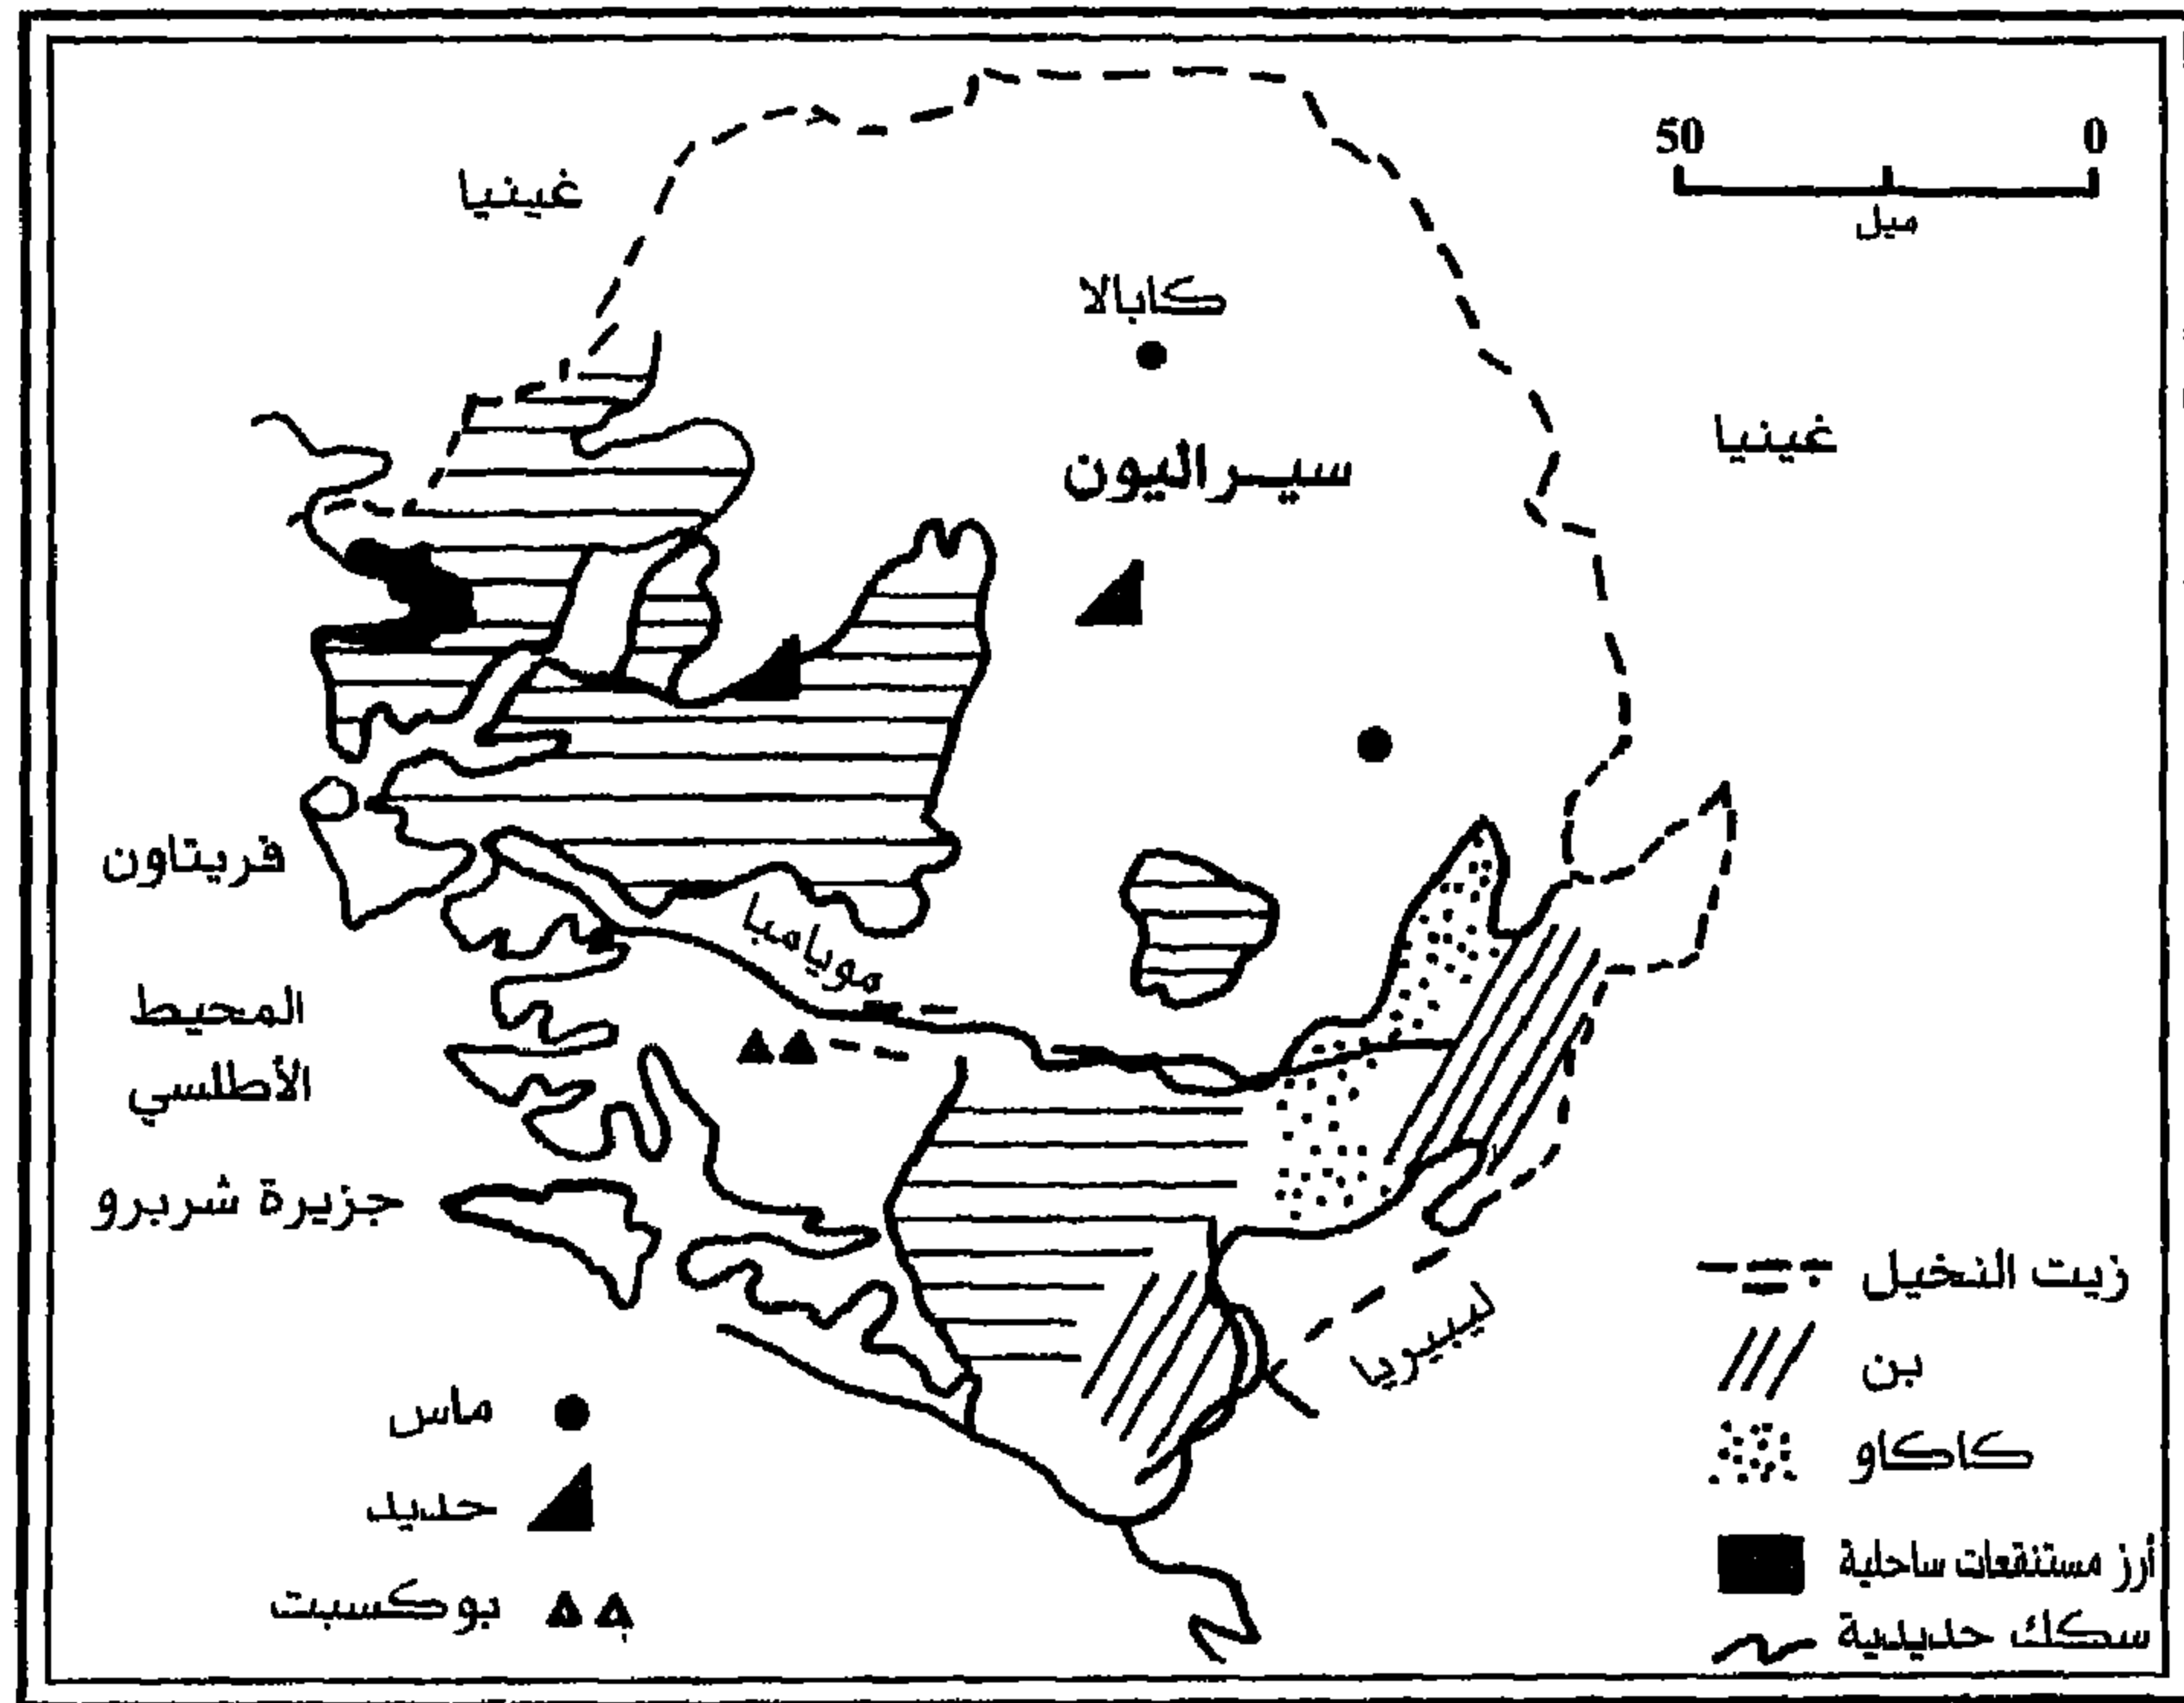 50 0
ميل
غينيا
كابالا
غينيا
سيراليون
فريتاون
مويامبا
المحيط
الأطلسي
جزيرة شربرو
ليبيريا
زيت النخيل
بن
كاكاو
أرز مستنقعات ساحلية
سكك حديدية
ماس
حديد
بوكسيت